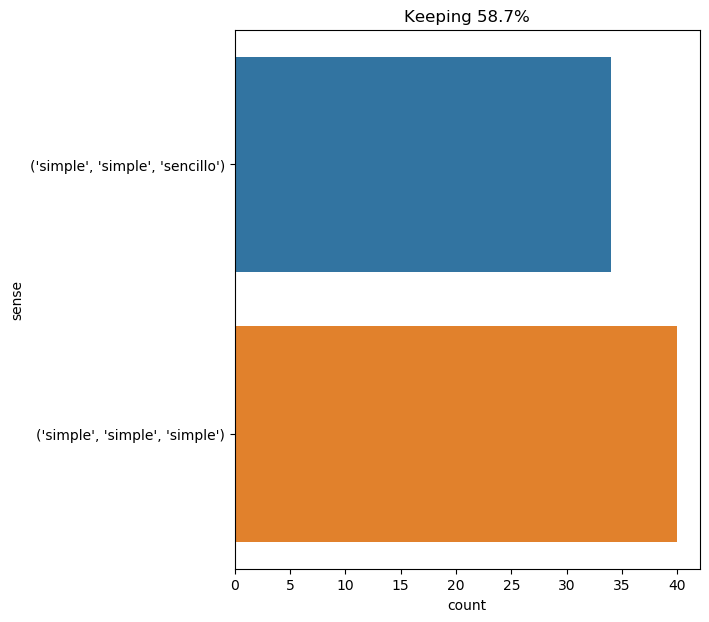 Keeping 58.7%
('simple', 'simple', 'sencillo')
sense
('simple', 'simple', 'simple')
0 5 10 15 20 25 30 35 40
count